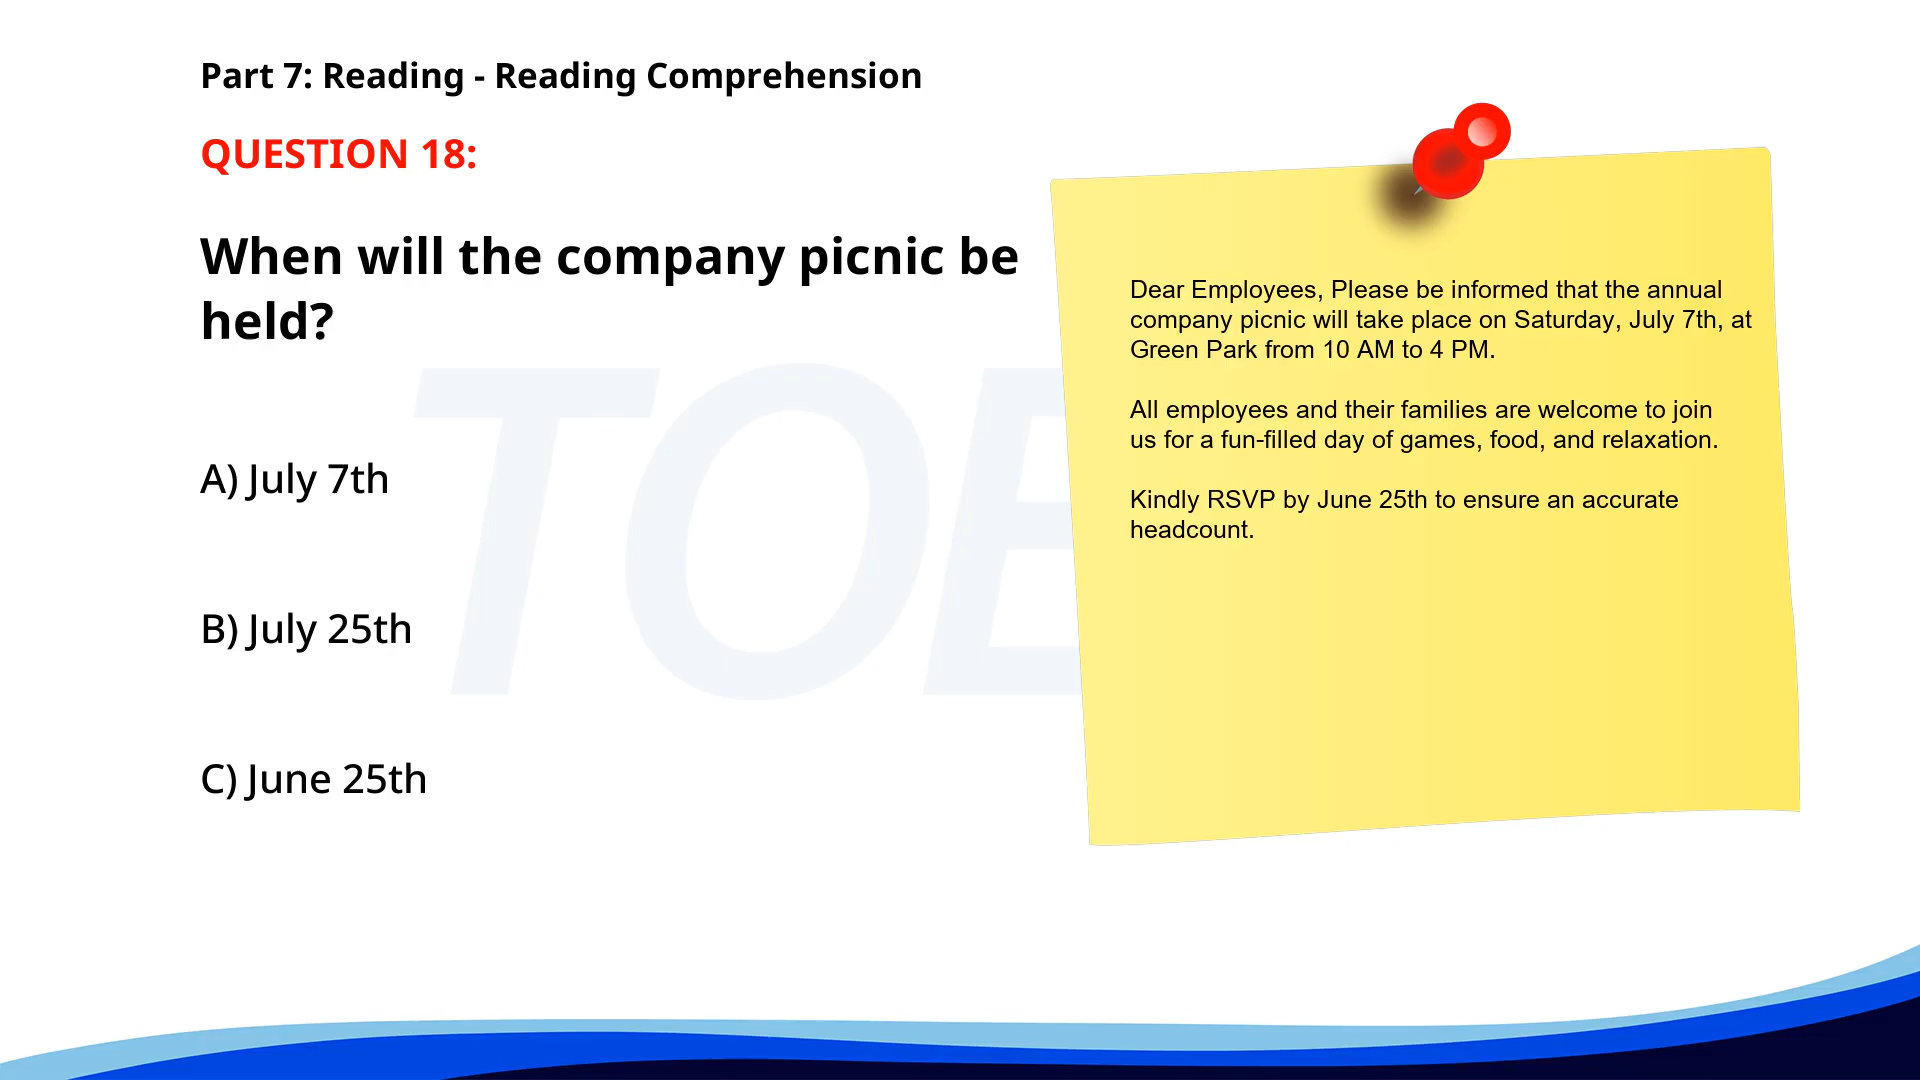 Part 7: Reading - Reading Comprehension
QUESTION 18:
When will the company picnic be
held?
A) July 7th
B) July 25th
C) June 25th
Dear Employees, Please be informed that the annual
company picnic will take place on Saturday, July 7th, at
Green Park from 10 AM to 4 PM.
All employees and their families are welcome to join
us for a fun-filled day of games, food, and relaxation.
Kindly RSVP by June 25th to ensure an accurate
headcount.
TOE